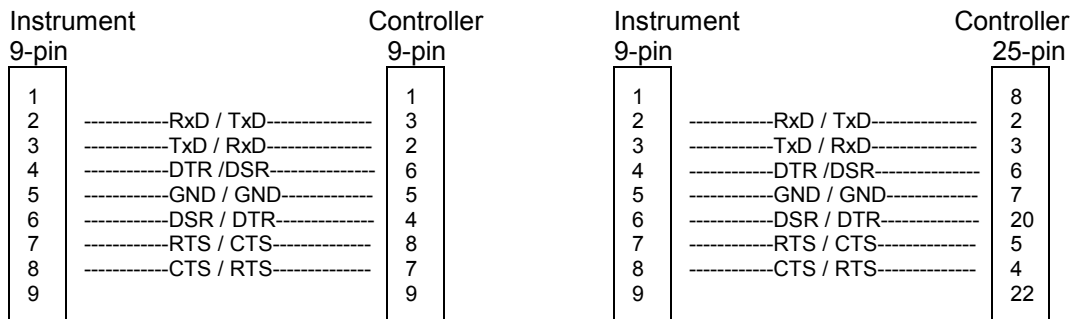 Instrument Controller
9-pin 9-pin
1 1
2 -------------RxD / TxD---------------- 3
3 -------------TxD / RxD---------------- 2
4 -------------DTR /DSR---------------- 6
5 -------------GND / GND-------------- 5
6 -------------DSR / DTR--------------- 4
7 -------------RTS / CTS--------------- 8
8 -------------CTS / RTS--------------- 7
9 9
Instrument Controller
9-pin 25-pin
1 8
2 -------------RxD / TxD---------------- 2
3 -------------TxD / RxD---------------- 3
4 -------------DTR /DSR---------------- 6
5 -------------GND / GND-------------- 7
6 -------------DSR / DTR--------------- 20
7 -------------RTS / CTS--------------- 5
8 -------------CTS / RTS--------------- 4
9 22